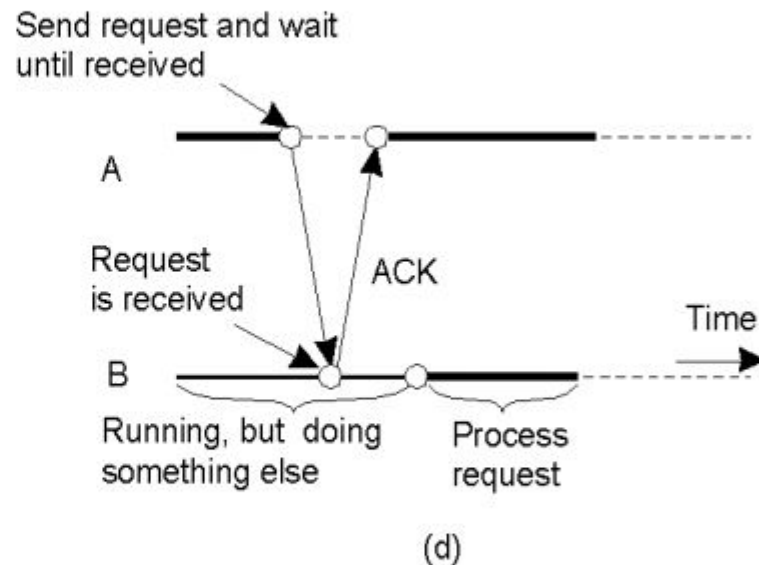 Send request and wait
until received
A
Request
is received
ACK
Time
B
Running, but doing
something else
Process
request
(d)